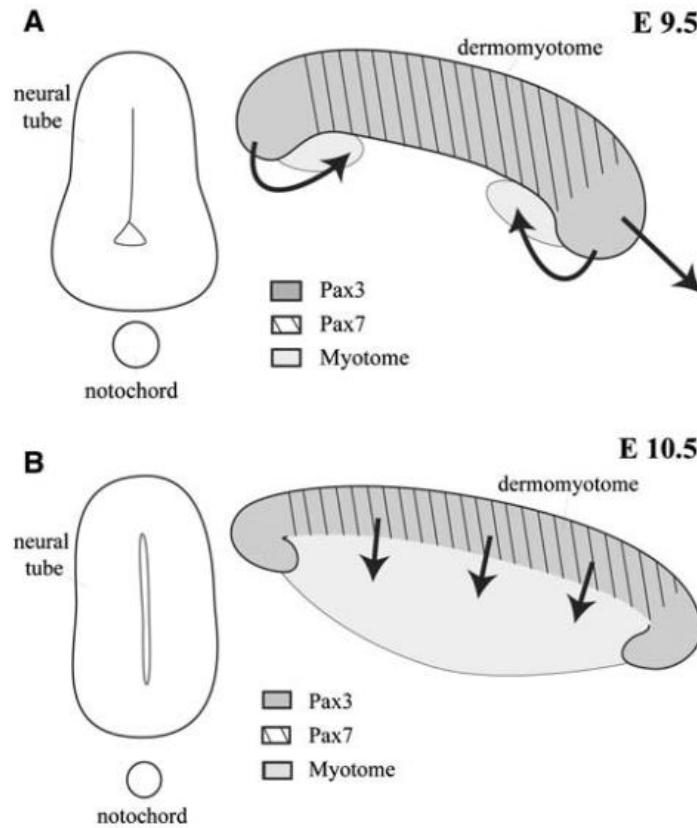 A
E 9.5
dermomyotome
neural
tube
Pax3
Pax7
Myotome
notochord
B
E 10.5
dermomyotome
neural
tube
Pax3
Pax7
Myotome
notochord